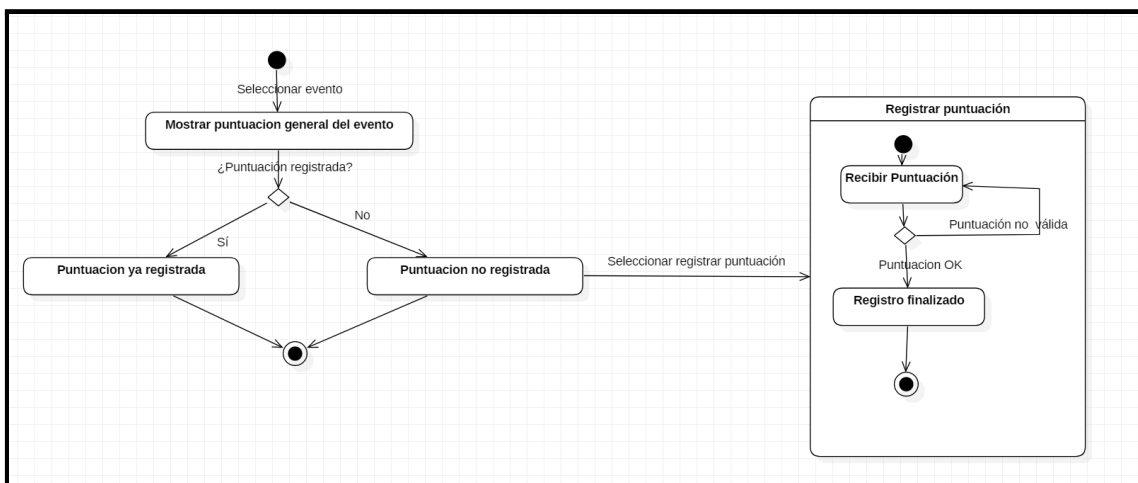 Seleccionar evento
Mostrar puntuacion general del evento
¿Puntuación registrada?
Sí
No
Puntuacion ya registrada
Puntuacion no registrada
Seleccionar registrar puntuación
Registrar puntuación
Recibir Puntuación
Puntuación no válida
Puntuacion OK
Registro finalizado